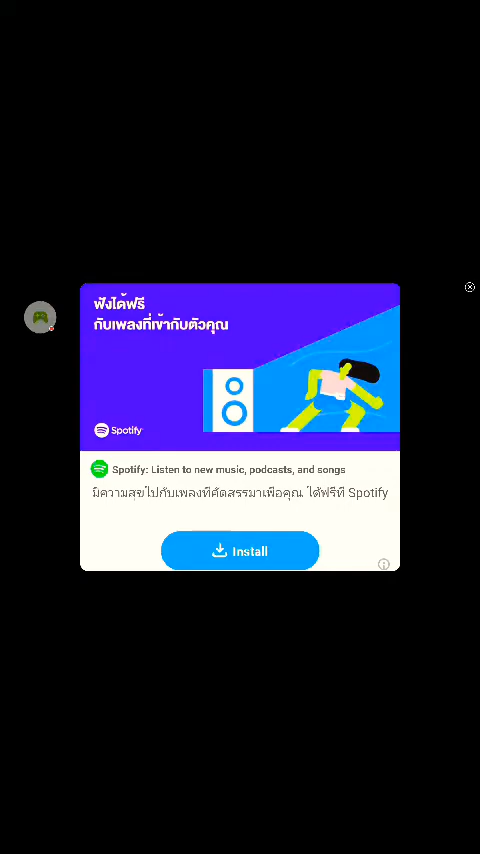 ฟังได้ฟรี
กับเพลงที่เข้ากับตัวคุณ
Spotify
Spotify: Listen to new music, podcasts, and songs
มีความสุขไปกับเพลงที่คัดสรรมาเพื่อคุณ ได้ฟรีที่ Spotify
Install